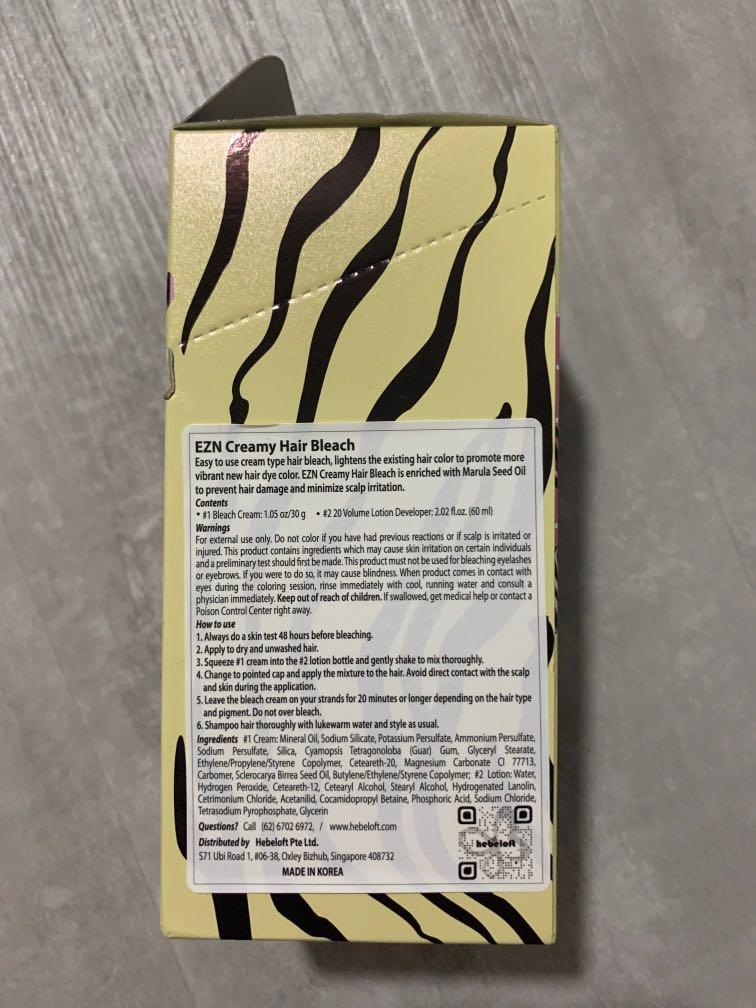 EZN Creamy Hair Bleach
Easy to use cream type hair bleach, lightens the existing hair color to promote more
vibrant new hair dye color. EZN Creamy Hair Bleach is enriched with Marula Seed Oil
to prevent hair damage and minimize scalp irritation.
Contents
• #1 Bleach Cream: 1.05 oz/30 g • #2 20 Volume Lotion Developer: 2.02 fl.oz. (60 ml)
Warnings
For external use only. Do not color if you have had previous reactions or if scalp is irritated or
injured. This product contains ingredients which may cause skin irritation on certain individuals
and a preliminary test should first be made. This product must not be used for bleaching eyelashes
or eyebrows. If you were to do so, it may cause blindness. When product comes in contact with
eyes during the coloring session, rinse immediately with cool, running water and consult a
physician immediately. Keep out of reach of children. If swallowed, get medical help or contact a
Poison Control Center right away.
How to use
1. Always do a skin test 48 hours before bleaching.
2. Apply to dry and unwashed hair.
3. Squeeze #1 cream into the #2 lotion bottle and gently shake to mix thoroughly.
4. Change to pointed cap and apply the mixture to the hair. Avoid direct contact with the scalp
and skin during the application.
5. Leave the bleach cream on your strands for 20 minutes or longer depending on the hair type
and pigment. Do not over bleach.
6. Shampoo hair thoroughly with lukewarm water and style as usual.
Ingredients #1 Cream: Mineral Oil, Sodium Silicate, Potassium Persulfate, Ammonium Persulfate,
Sodium Persulfate, Silica, Cyamopsis Tetragonoloba (Guar) Gum, Glyceryl Stearate,
Ethylene/Propylene/Styrene Copolymer, Ceteareth-20, Magnesium Carbonate CI 77713,
Carbomer, Sclerocarya Birrea Seed Oil, Butylene/Ethylene/Styrene Copolymer; #2 Lotion: Water,
Hydrogen Peroxide, Ceteareth-12, Cetearyl Alcohol, Stearyl Alcohol, Hydrogenated Lanolin,
Cetrimonium Chloride, Acetanilid, Cocamidopropyl Betaine, Phosphoric Acid, Sodium Chloride,
Tetrasodium Pyrophosphate, Glycerin
Questions? Call (62) 6702 6972, / www.hebeloft.com
Distributed by Hebeloft Pte Ltd.
hebeloft
571 Ubi Road 1, #06-38, Oxley Bizhub, Singapore 408732
MADE IN KOREA